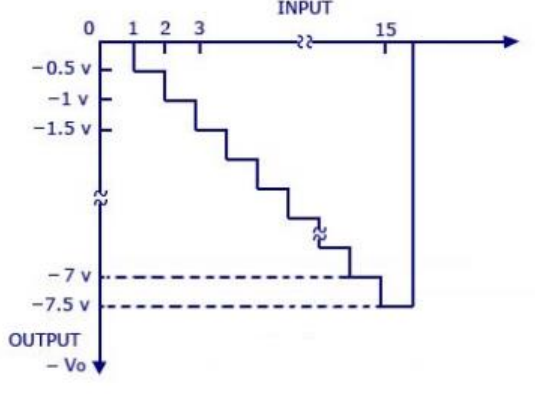 INPUT
0 1 2 3 15
−0.5 v
−1 v
−1.5 v
−7 v
−7.5 v
OUTPUT
− Vo